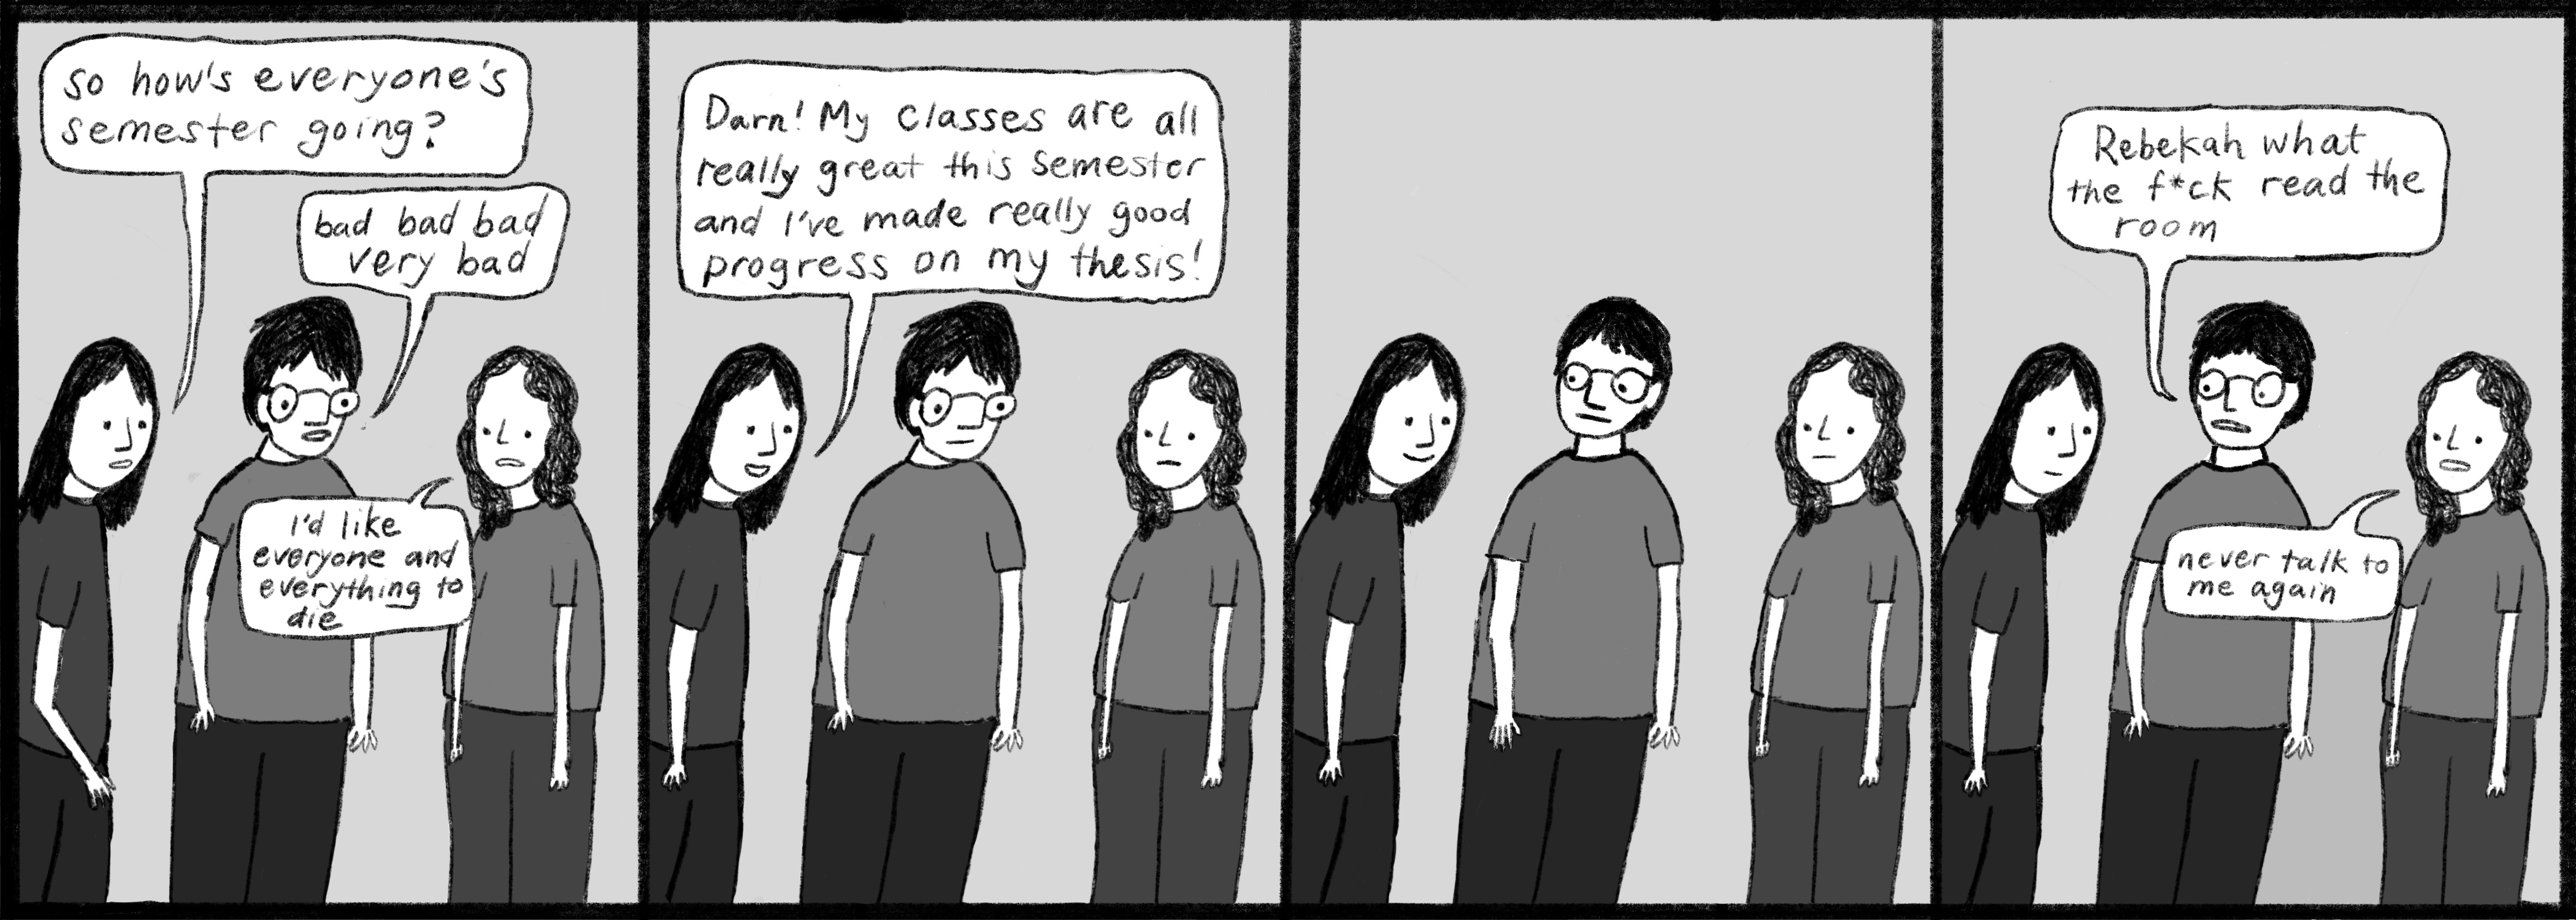 So how's everyone's
semester going?
bad bad bad
very bad
I'd like
everyone and
everything to
die
Darn! My classes are all
really great this semester
and I've made really good
progress on my thesis!
Rebekah what
the f*ck read the
room
never talk to
me again